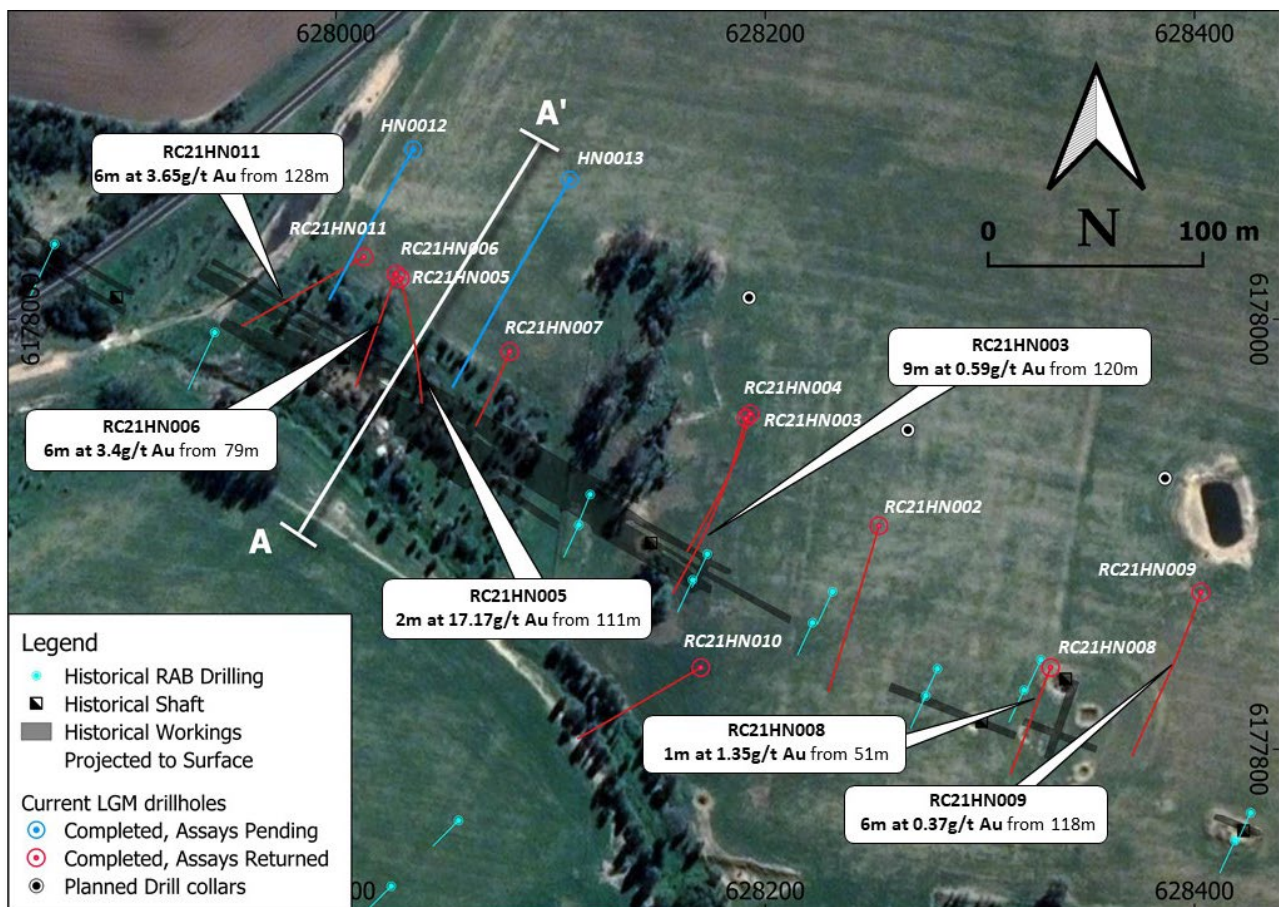 628000
628200
628400
A'
HN0012
HN0013
RC21HN011
6m at 3.65g/t Au from 128m
RC21HN011
RC21HN006
RC21HN005
0
N
100 m
6178000
6178000
RC21HN007
RC21HN003
9m at 0.59g/t Au from 120m
RC21HN004
RC21HN003
RC21HN006
6m at 3.4g/t Au from 79m
RC21HN002
A
RC21HN009
RC21HN005
2m at 17.17g/t Au from 111m
RC21HN010
RC21HN008
RC21HN008
1m at 1.35g/t Au from 51m
6177800
RC21HN009
6m at 0.37g/t Au from 118m
Legend
Historical RAB Drilling
Historical Shaft
Historical Workings
Projected to Surface
Current LGM drillholes
Completed, Assays Pending
Completed, Assays Returned
Planned Drill collars
628200
628400